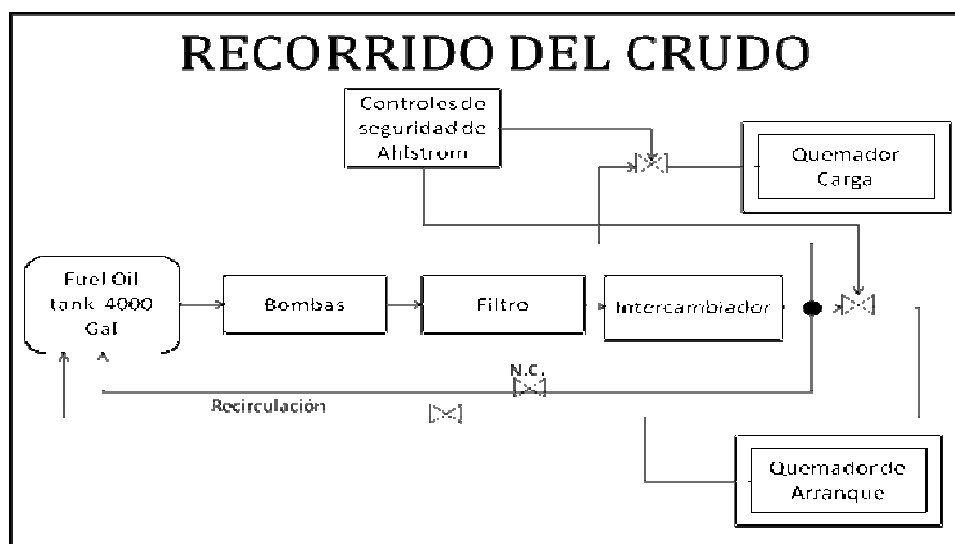 RECORRIDO DEL CRUDO
Controles de
seguridad de
Ahlstrom
Quemador
Carga
Fuel Oil
tank 4000
Gal
Bombas
Filtro
Intercambiador
N.C.
Recirculación
Quemador de
Arranque